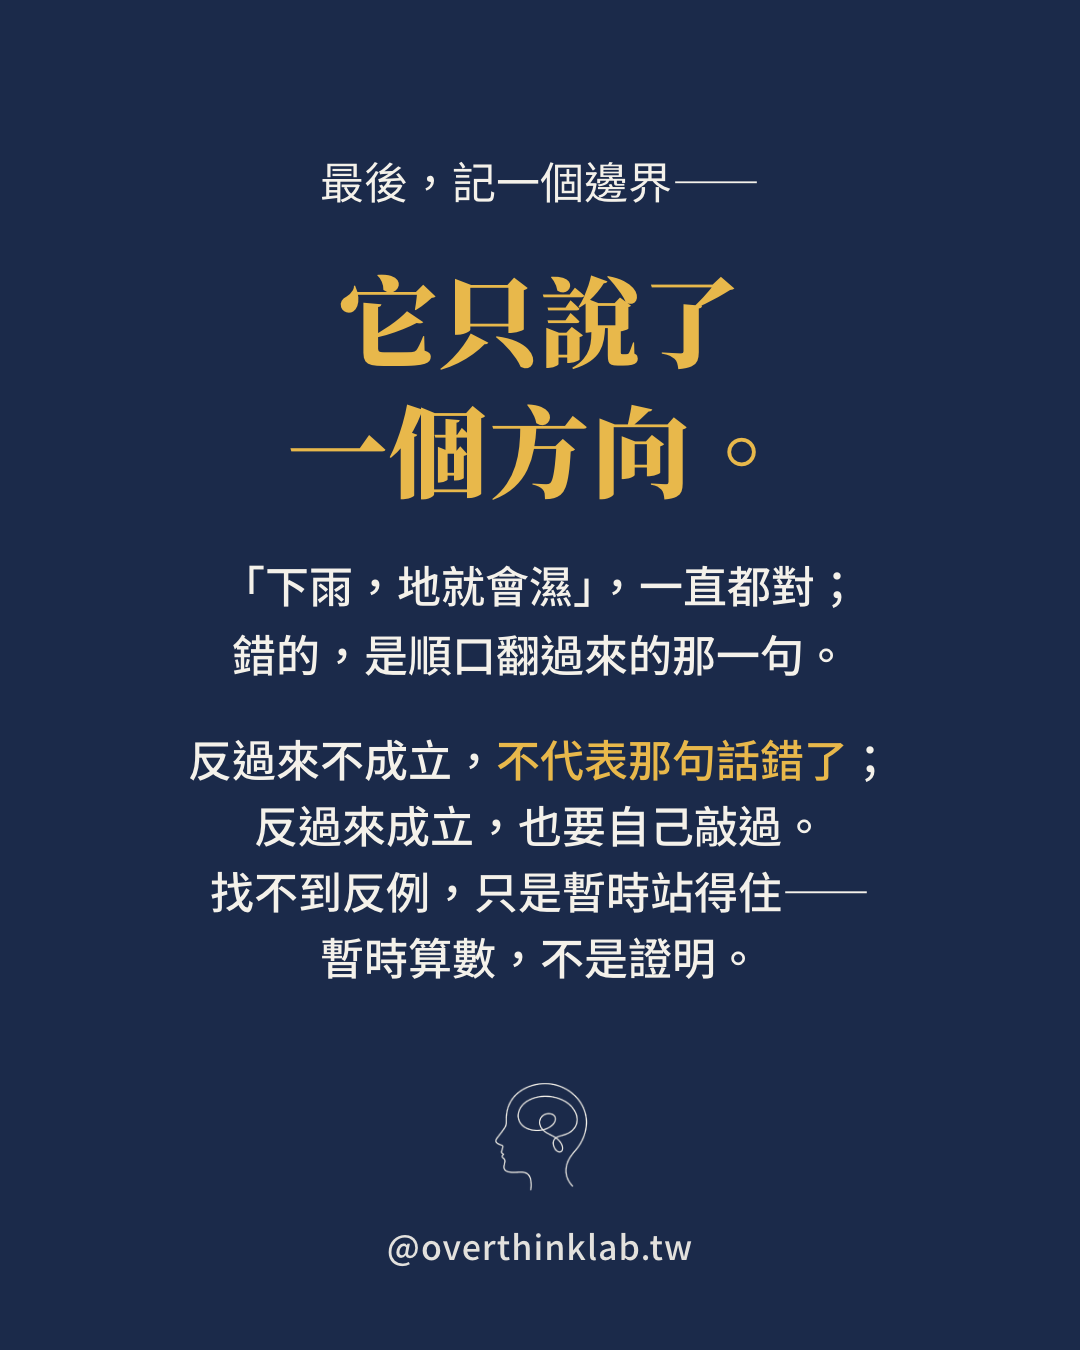 最後，記一個邊界——
它只說了
一個方向。
「下雨，地就會濕」，一直都對；
錯的，是順口翻過來的那一句。
反過來不成立，不代表那句話錯了；
反過來成立，也要自己敲過。
找不到反例，只是暫時站得住——
暫時算數，不是證明。
@overthinklab.tw